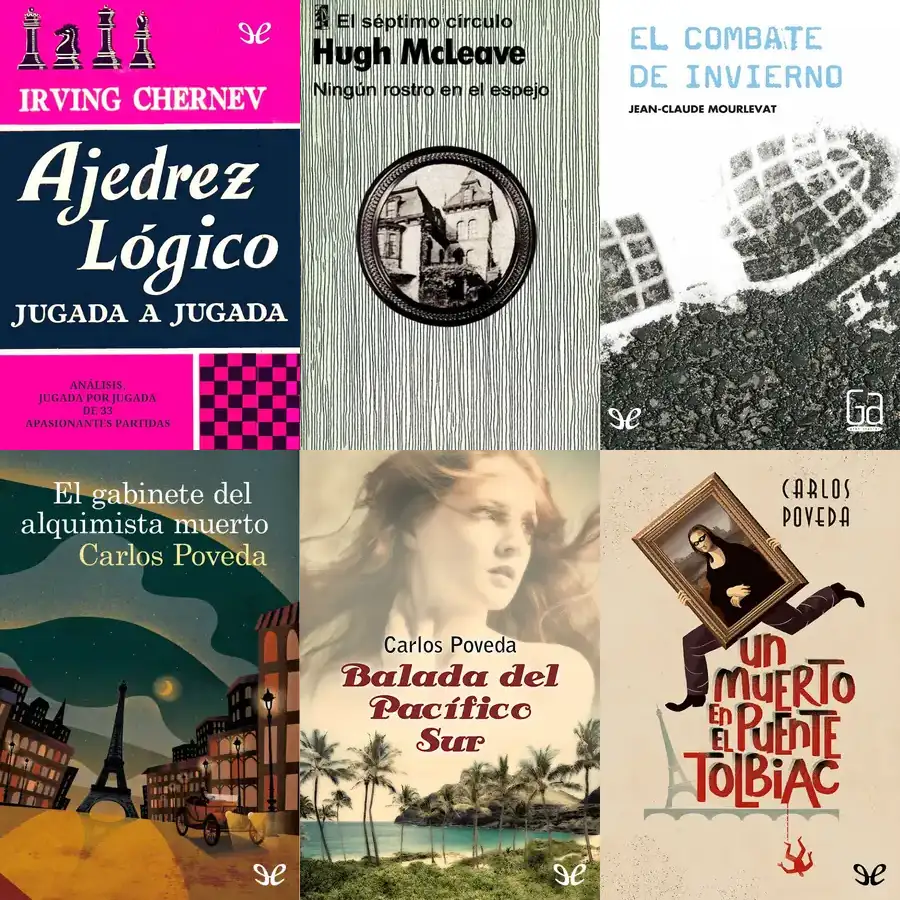 IRVING CHERNEV
Ajedrez
Lógico
JUGADA A JUGADA
ANÁLISIS,
JUGADA POR JUGADA
DE 33
APASIONANTES PARTIDAS
El séptimo círculo
Hugh McLeave
Ningún rostro en el espejo
EL COMBATE
DE INVIERNO
JEAN-CLAUDE MOURLEVAT
El gabinete del
alquimista muerto
Carlos Poveda
Carlos Poveda
Balada del
Pacífico
Sur
CARLOS
POVEDA
UN
MUERTO
EN EL PUENTE
TOLBIAC